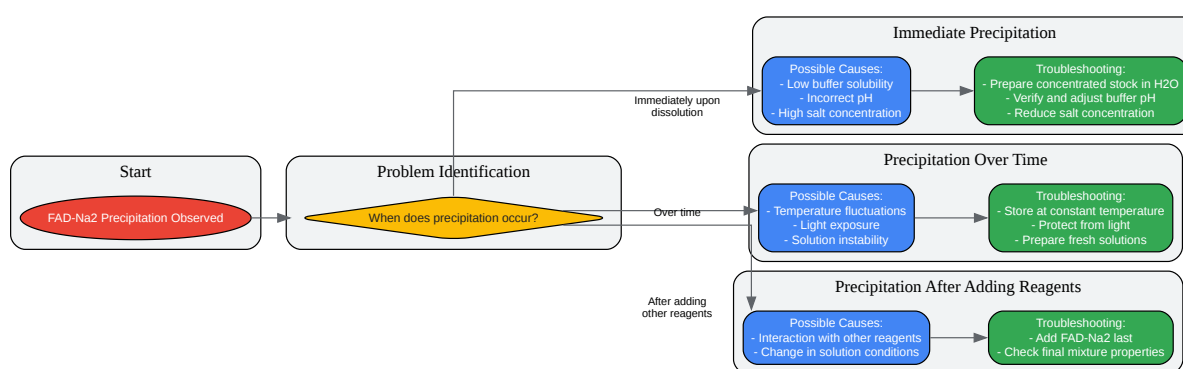 Start
FAD-Na2 Precipitation Observed
Problem Identification
When does precipitation occur?
Immediately upon
dissolution
Immediate Precipitation
Possible Causes:
- Low buffer solubility
- Incorrect pH
- High salt concentration
Troubleshooting:
- Prepare concentrated stock in H2O
- Verify and adjust buffer pH
- Reduce salt concentration
Over time
Precipitation Over Time
Possible Causes:
- Temperature fluctuations
- Light exposure
- Solution instability
Troubleshooting:
- Store at constant temperature
- Protect from light
- Prepare fresh solutions
After adding
other reagents
Precipitation After Adding Reagents
Possible Causes:
- Interaction with other reagents
- Change in solution conditions
Troubleshooting:
- Add FAD-Na2 last
- Check final mixture properties